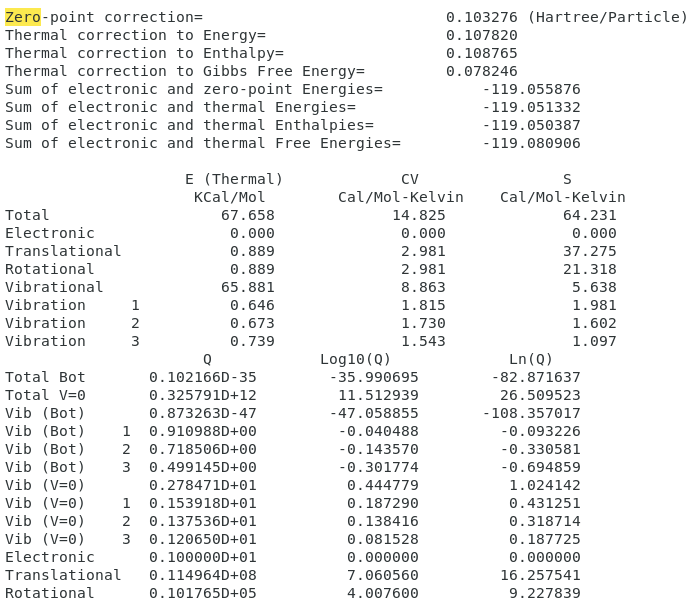 Zero-point correction= 0.103276 (Hartree/Particle)
Thermal correction to Energy= 0.107820
Thermal correction to Enthalpy= 0.108765
Thermal correction to Gibbs Free Energy= 0.078246
Sum of electronic and zero-point Energies= -119.055876
Sum of electronic and thermal Energies= -119.051332
Sum of electronic and thermal Enthalpies= -119.050387
Sum of electronic and thermal Free Energies= -119.080906
E (Thermal) CV S
KCal/Mol Cal/Mol-Kelvin Cal/Mol-Kelvin
Total 67.658 14.825 64.231
Electronic 0.000 0.000 0.000
Translational 0.889 2.981 37.275
Rotational 0.889 2.981 21.318
Vibrational 65.881 8.863 5.638
Vibration 1 0.646 1.815 1.981
Vibration 2 0.673 1.730 1.602
Vibration 3 0.739 1.543 1.097
Q Log10(Q) Ln(Q)
Total Bot 0.102166D-35 -35.990695 -82.871637
Total V=0 0.325791D+12 11.512939 26.509523
Vib (Bot) 0.873263D-47 -47.058855 -108.357017
Vib (Bot) 1 0.910988D+00 -0.040488 -0.093226
Vib (Bot) 2 0.718506D+00 -0.143570 -0.330581
Vib (Bot) 3 0.499145D+00 -0.301774 -0.694859
Vib (V=0) 0.278471D+01 0.444779 1.024142
Vib (V=0) 1 0.153918D+01 0.187290 0.431251
Vib (V=0) 2 0.137536D+01 0.138416 0.318714
Vib (V=0) 3 0.120650D+01 0.081528 0.187725
Electronic 0.100000D+01 0.000000 0.000000
Translational 0.114964D+08 7.060560 16.257541
Rotational 0.101765D+05 4.007600 9.227839